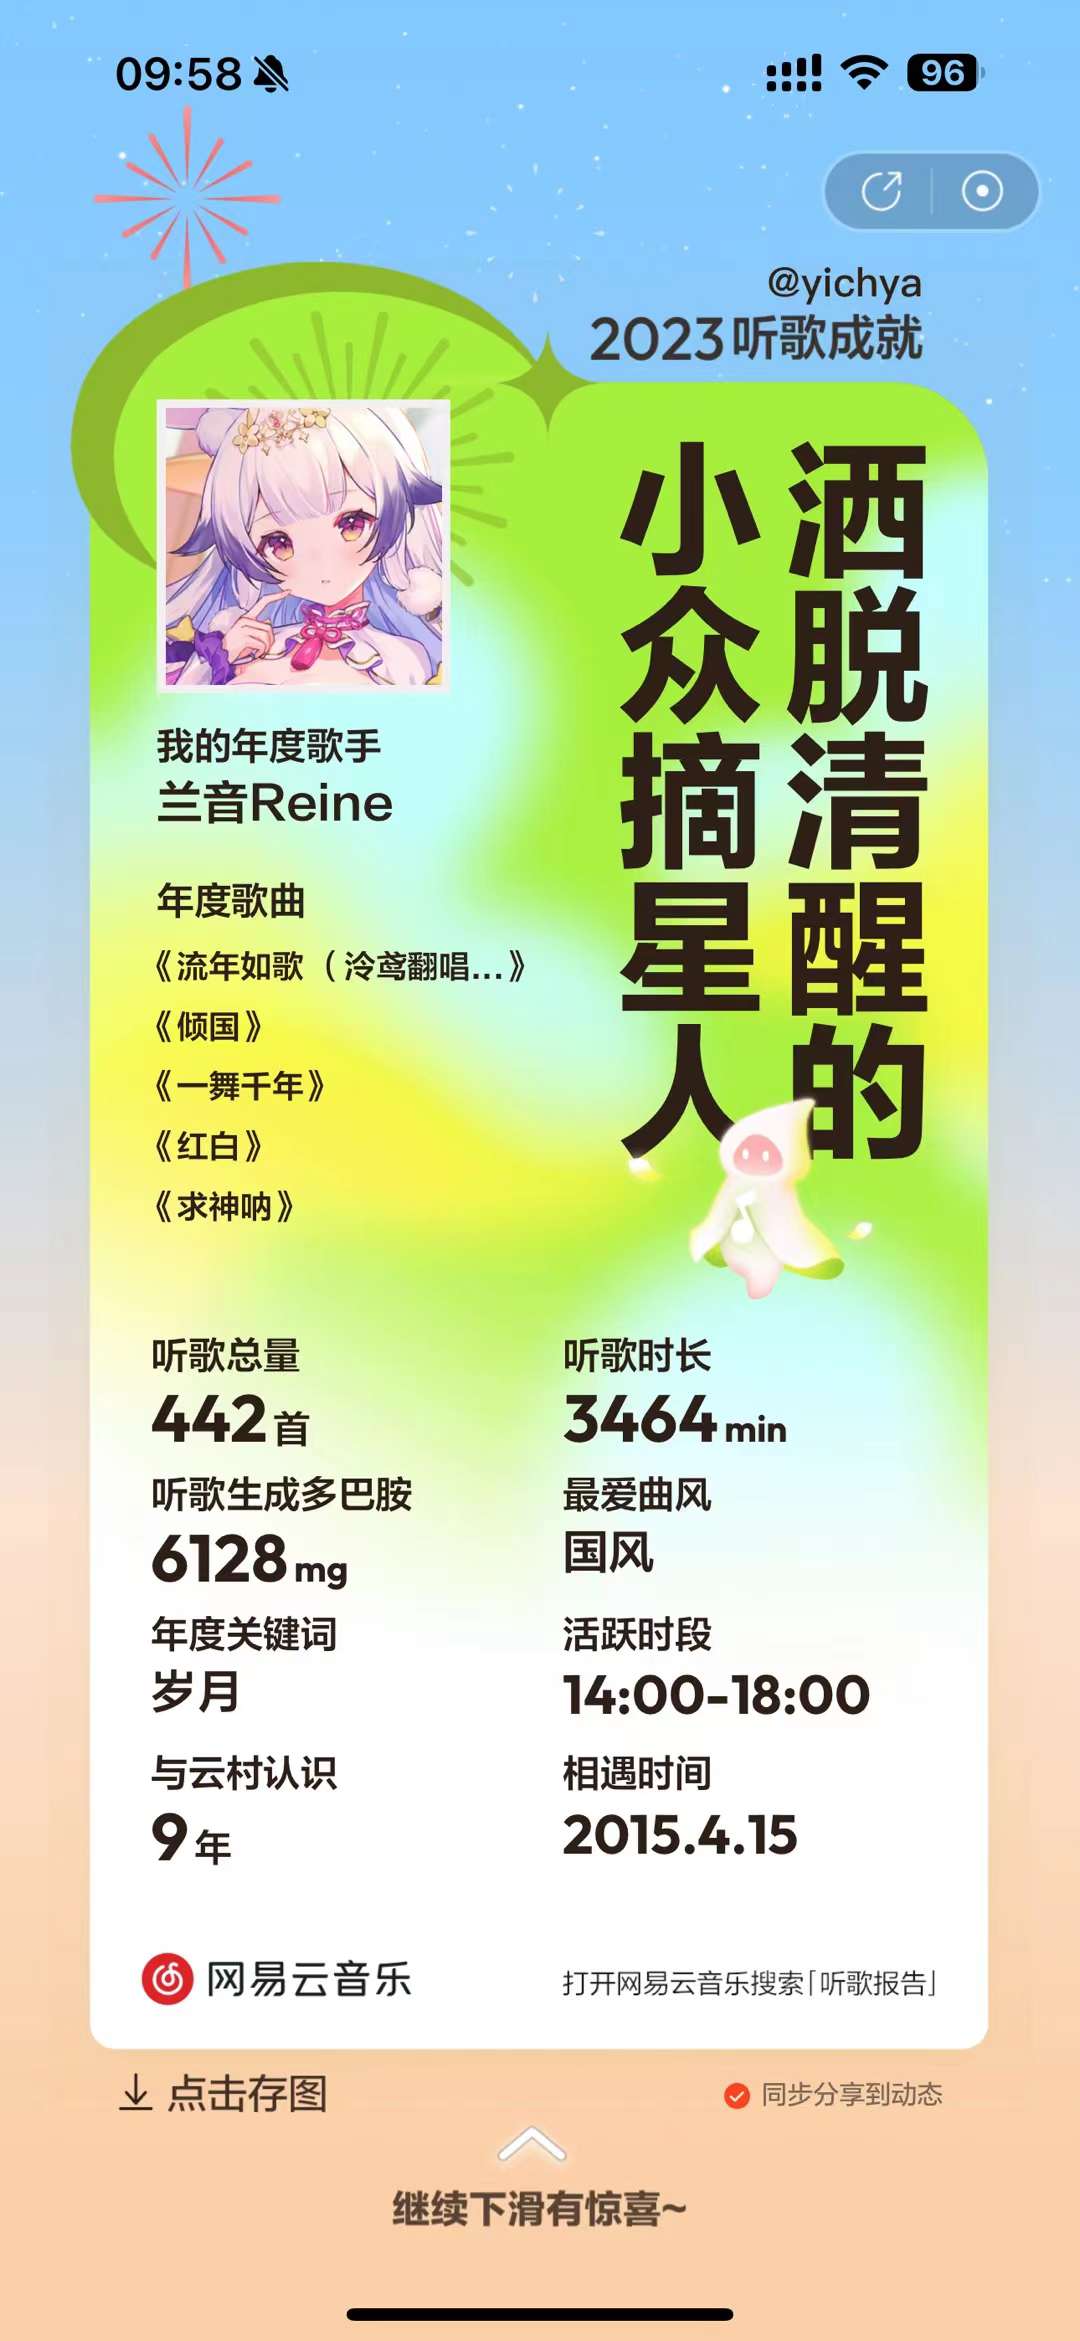 09:58
96
@yichya
2023听歌成就
洒脱清醒的
小众摘星人
我的年度歌手
兰音Reine
年度歌曲
《流年如歌（泠鸢翻唱...》
《倾国》
《一舞千年》
《红白》
《求神呐》
听歌总量
442首
听歌时长
3464min
听歌生成多巴胺
6128mg
最爱曲风
国风
年度关键词
岁月
活跃时段
14:00-18:00
与云村认识
9年
相遇时间
2015.4.15
网易云音乐
打开网易云音乐搜索「听歌报告」
点击存图
同步分享到动态
继续下滑有惊喜~